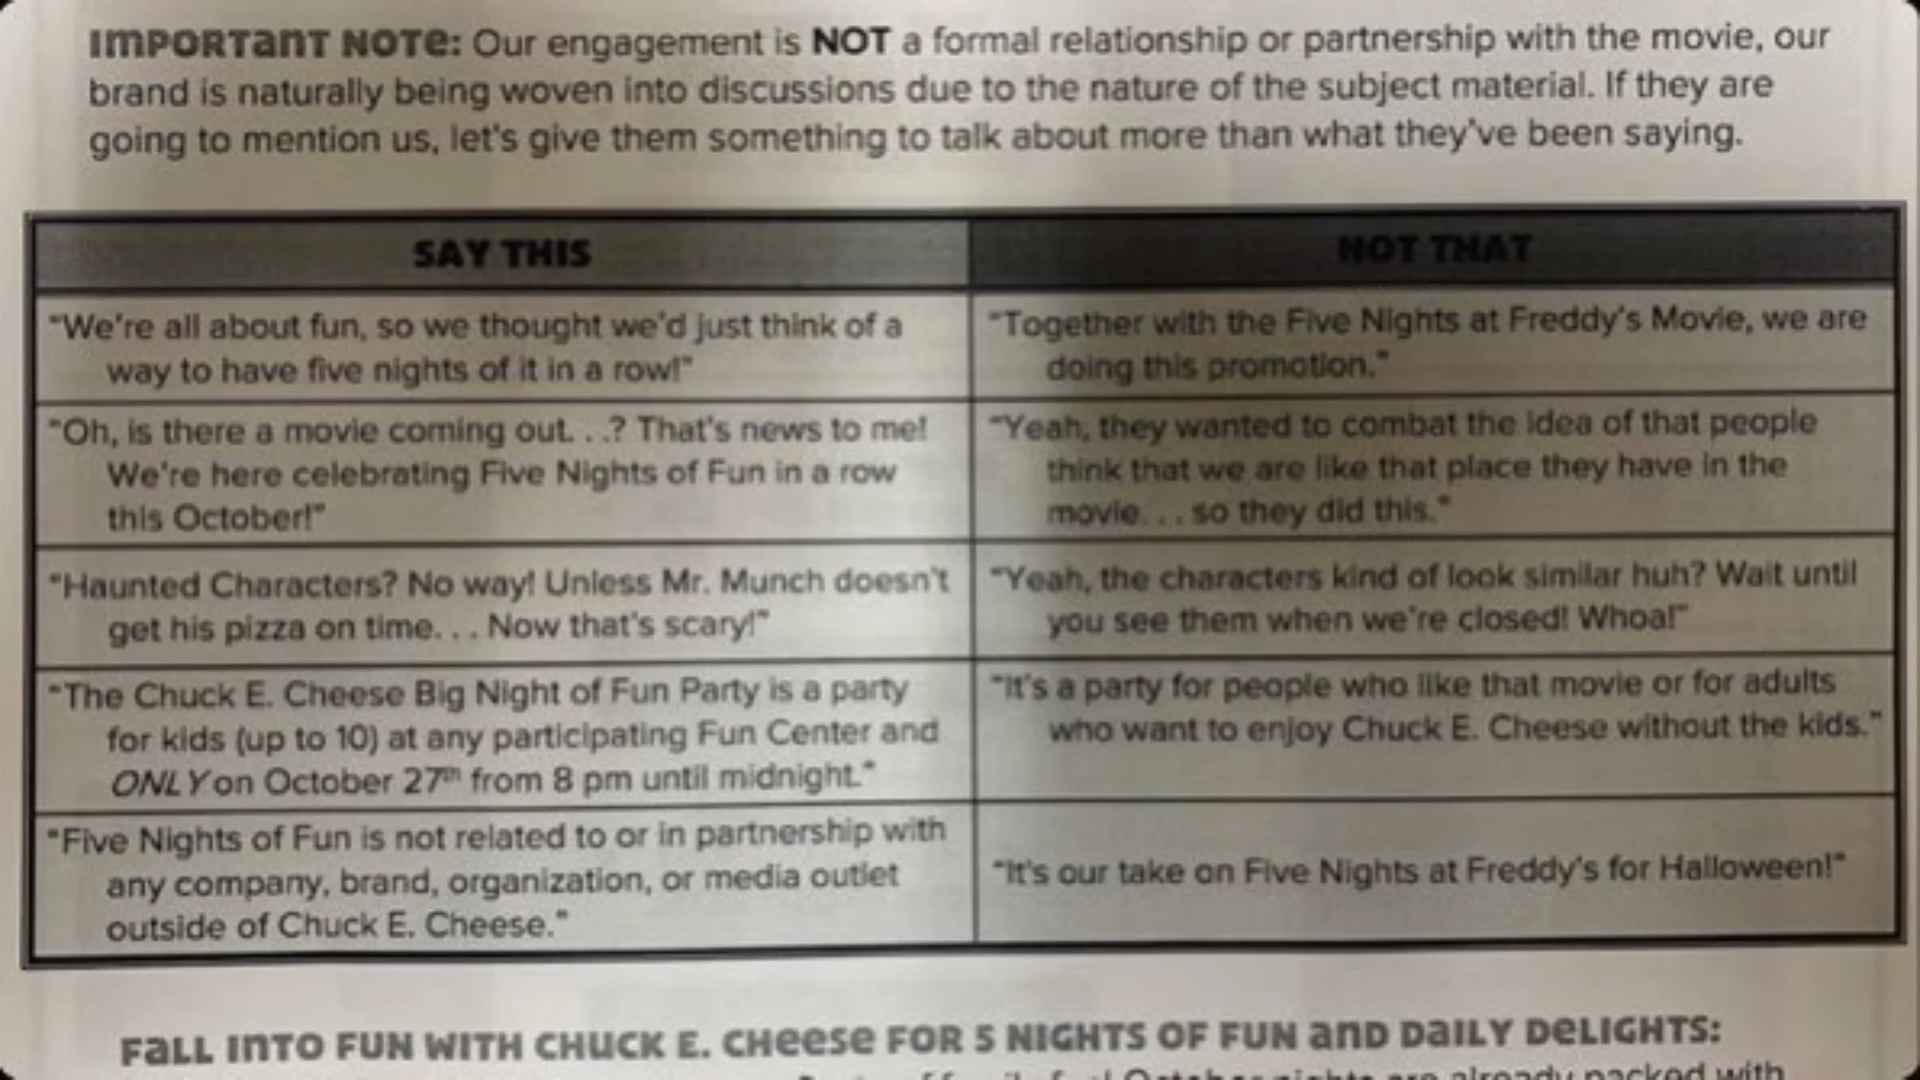 IMPORTANT NOTE: Our engagement is NOT a formal relationship or partnership with the movie, our
brand is naturally being woven into discussions due to the nature of the subject material. If they are
going to mention us, let's give them something to talk about more than what they've been saying.
SAY THIS
NOT THAT
"We're all about fun, so we thought we'd just think of a
way to have five nights of it in a row!"
"Together with the Five Nights at Freddy's Movie, we are
doing this promotion."
"Oh, is there a movie coming out. . .? That's news to me!
We're here celebrating Five Nights of Fun in a row
this October!"
"Yeah, they wanted to combat the idea of that people
think that we are like that place they have in the
movie. . . so they did this."
"Haunted Characters? No way! Unless Mr. Munch doesn't
get his pizza on time. . . Now that's scary!"
"Yeah, the characters kind of look similar huh? Wait until
you see them when we're closed! Whoa!"
"The Chuck E. Cheese Big Night of Fun Party is a party
for kids (up to 10) at any participating Fun Center and
ONLY on October 27th from 8 pm until midnight."
"It's a party for people who like that movie or for adults
who want to enjoy Chuck E. Cheese without the kids."
"Five Nights of Fun is not related to or in partnership with
any company, brand, organization, or media outlet
outside of Chuck E. Cheese."
"It's our take on Five Nights at Freddy's for Halloween!"
FALL INTO FUN WITH CHUCK E. CHEESE FOR 5 NIGHTS OF FUN AND DAILY DELIGHTS:
October nights are already packed with